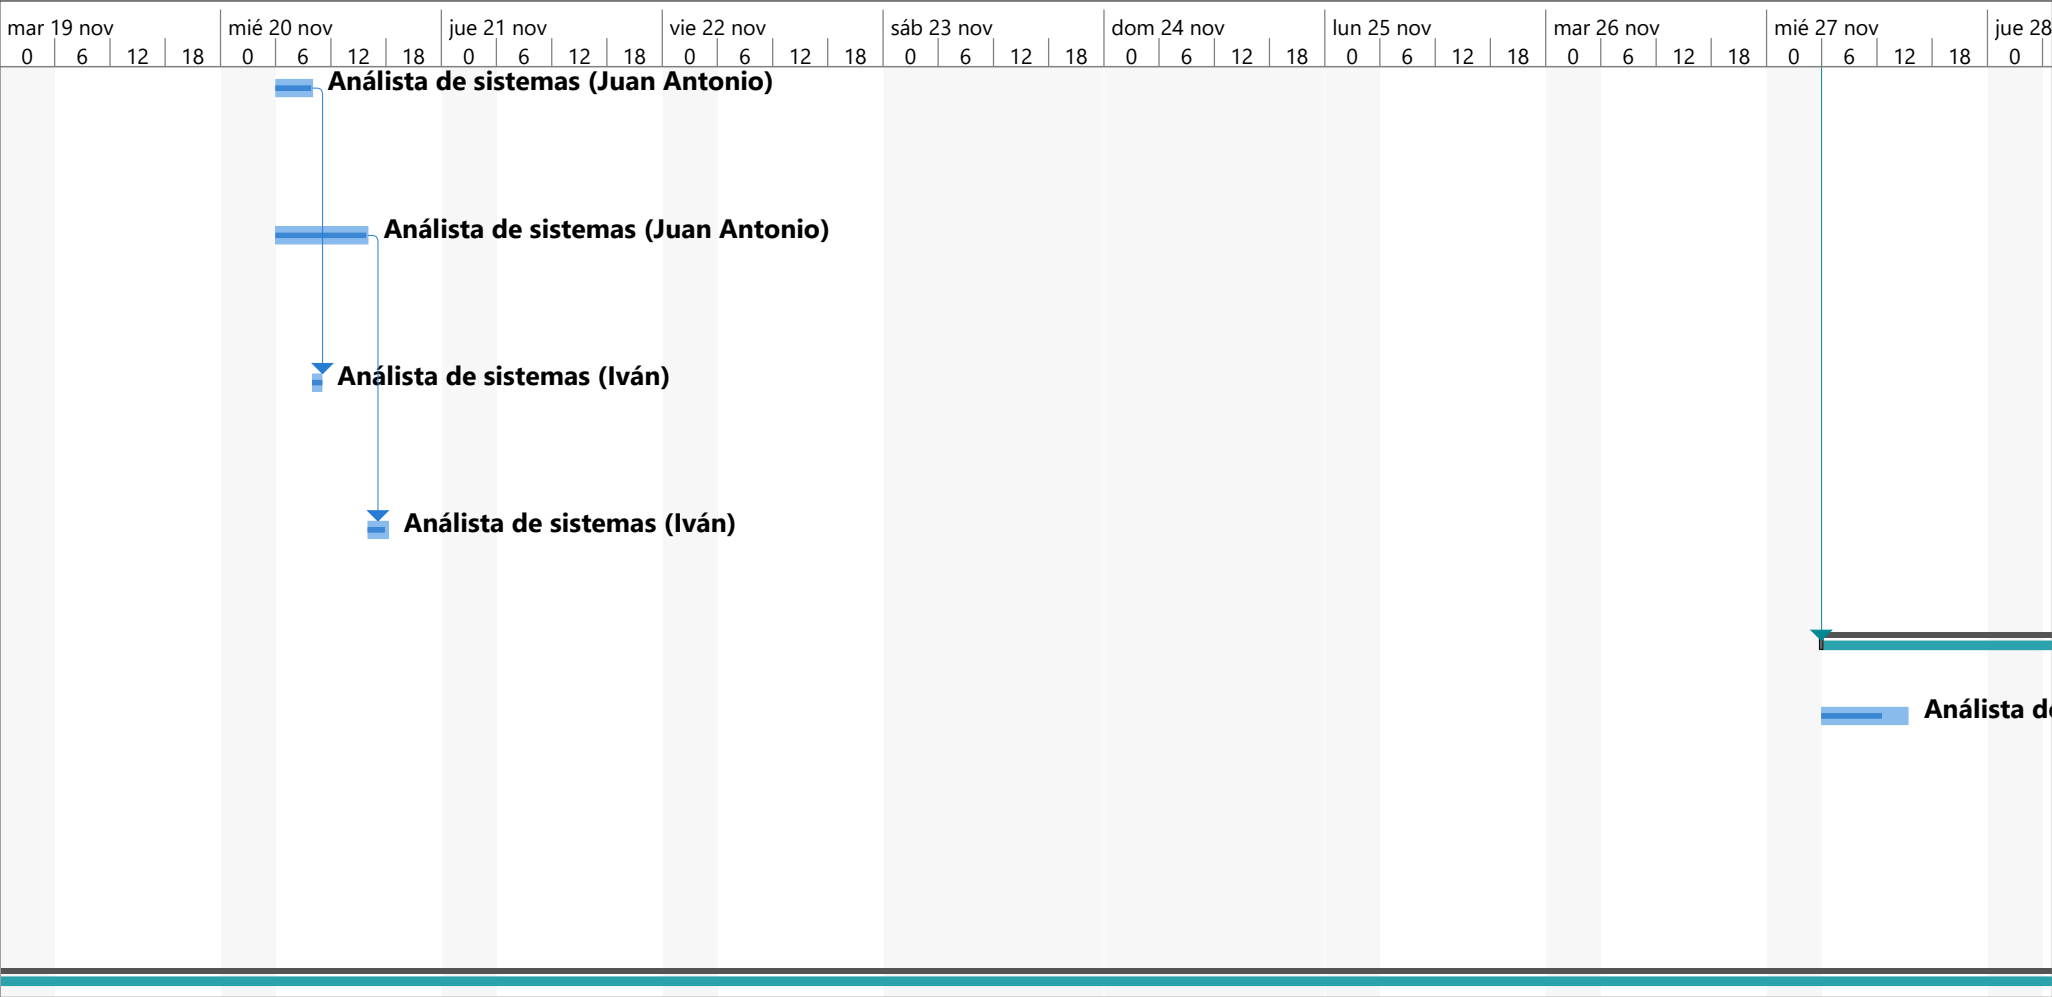 mar 19 nov mié 20 nov jue 21 nov vie 22 nov sáb 23 nov dom 24 nov lun 25 nov mar 26 nov mié 27 nov jue 28
0 6 12 18 0 6 12 18 0 6 12 18 0 6 12 18 0 6 12 18 0 6 12 18 0 6 12 18 0 6 12 18 0 6 12 18 0
Análista de sistemas (Juan Antonio)
Análista de sistemas (Juan Antonio)
Análista de sistemas (Iván)
Análista de sistemas (Iván)
Análista de